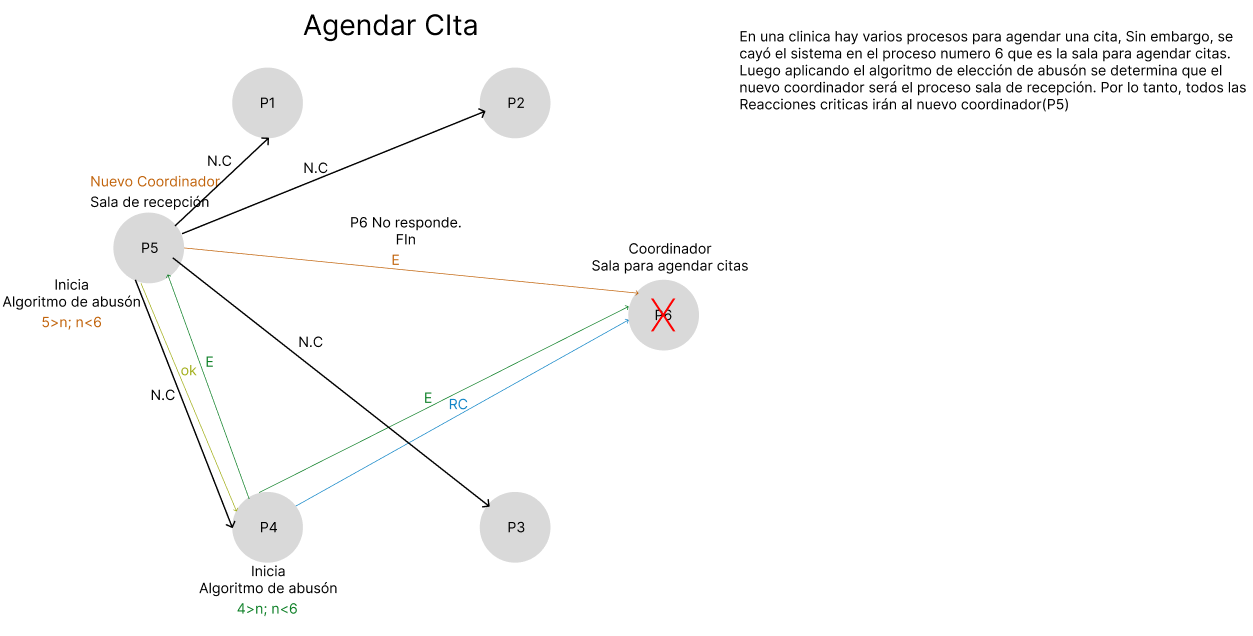 Agendar CIta
En una clinica hay varios procesos para agendar una cita, Sin embargo, se
cayó el sistema en el proceso numero 6 que es la sala para agendar citas.
Luego aplicando el algoritmo de elección de abusón se determina que el
nuevo coordinador será el proceso sala de recepción. Por lo tanto, todos las
Reacciones criticas irán al nuevo coordinador(P5)
P1
P2
N.C
N.C
Nuevo Coordinador
Sala de recepción
P5
P6 No responde.
FIn
E
Coordinador
Sala para agendar citas
P6
Inicia
Algoritmo de abusón
5>n; n<6
N.C
ok
E
N.C
E
RC
P4
P3
Inicia
Algoritmo de abusón
4>n; n<6